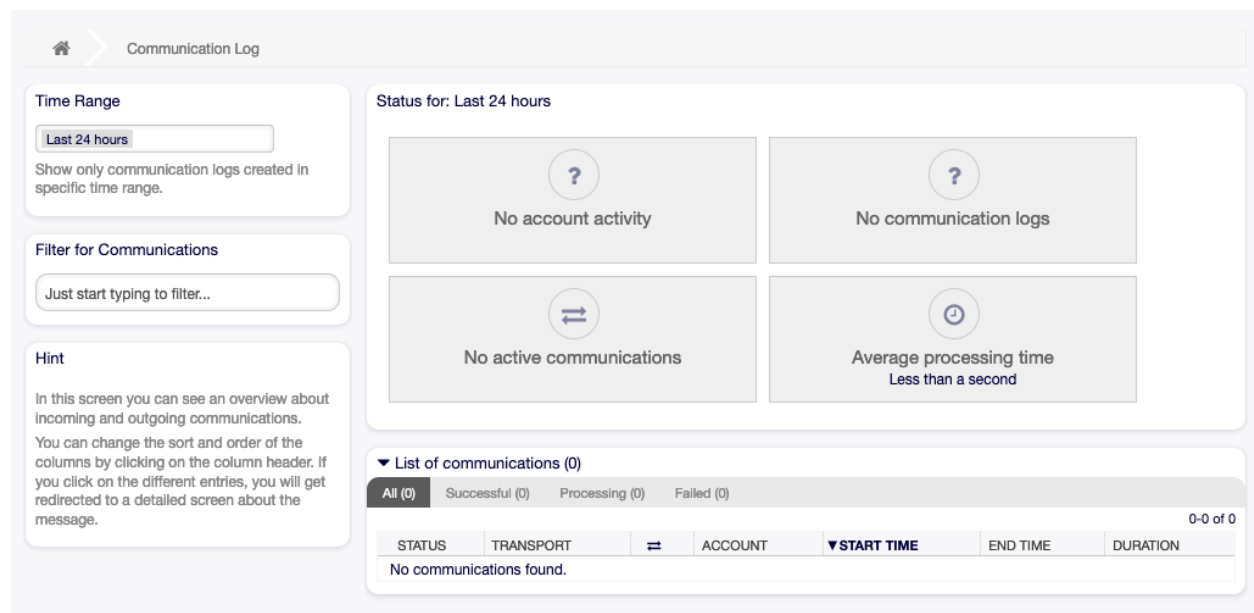 Communication Log
Time Range
Last 24 hours
Show only communication logs created in
specific time range.
Filter for Communications
Just start typing to filter...
Hint
In this screen you can see an overview about
incoming and outgoing communications.
You can change the sort and order of the
columns by clicking on the column header. If
you click on the different entries, you will get
redirected to a detailed screen about the
message.
Status for: Last 24 hours
?
No account activity
?
No communication logs
No active communications
Average processing time
Less than a second
List of communications (0)
All (0) Successful (0) Processing (0) Failed (0)
0-0 of 0
STATUS TRANSPORT ACCOUNT START TIME END TIME DURATION
No communications found.